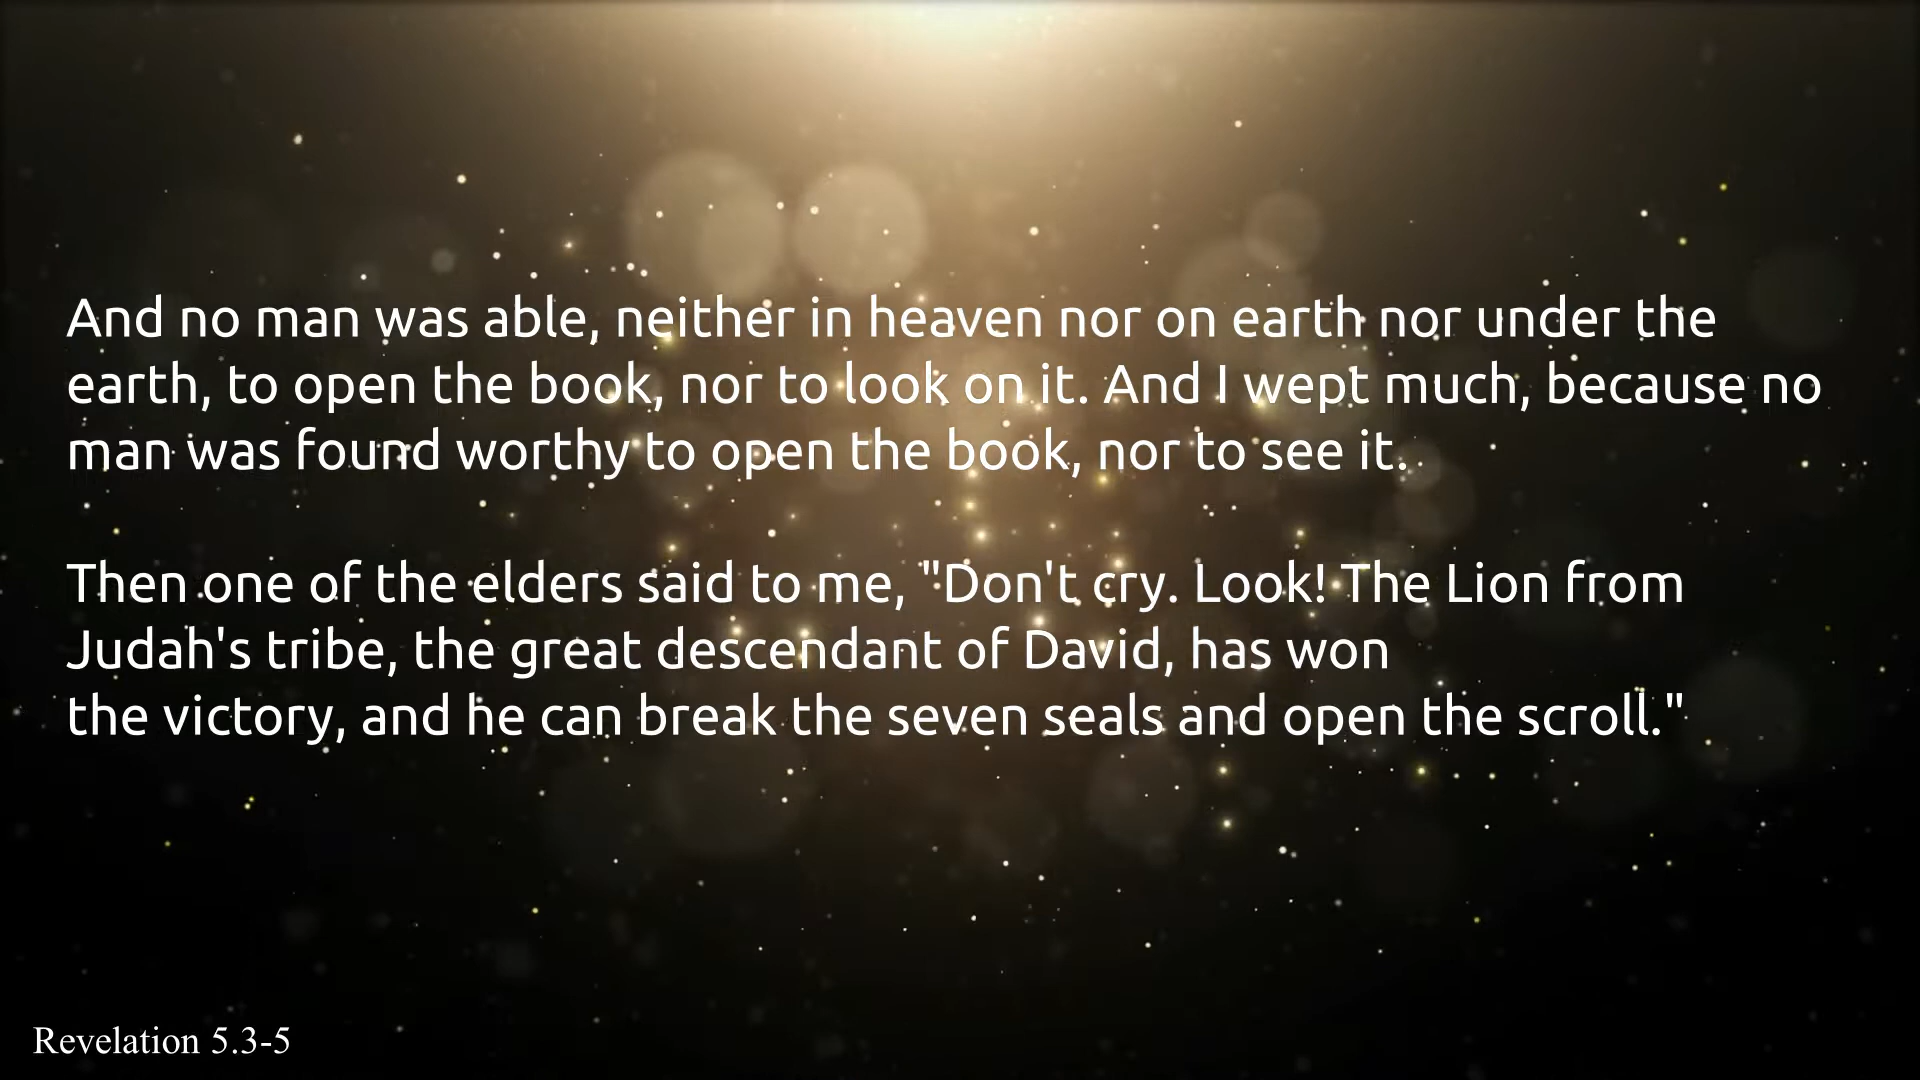 And no man was able, neither in heaven nor on earth nor under the
earth, to open the book, nor to look on it. And I wept much, because no
man was found worthy to open the book, nor to see it.
Then one of the elders said to me, "Don't cry. Look! The Lion from
Judah's tribe, the great descendant of David, has won
the victory, and he can break the seven seals and open the scroll."
Revelation 5.3-5